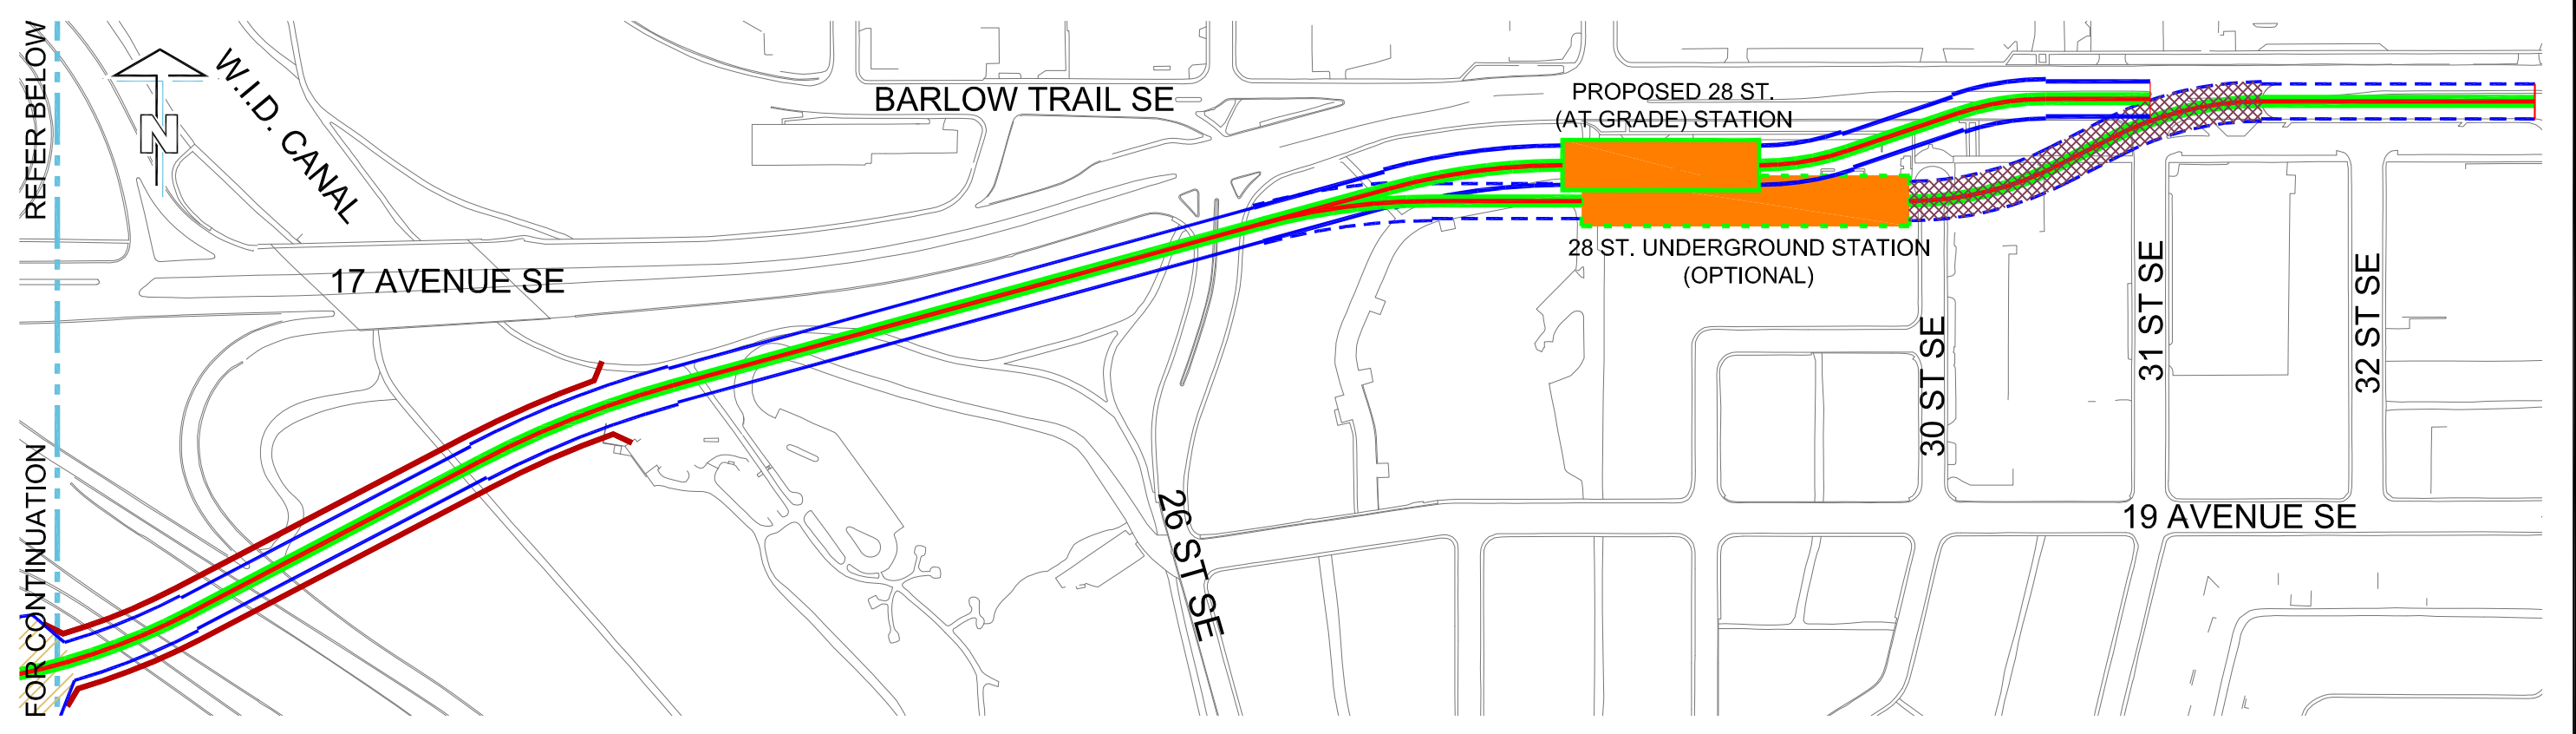 REFER BELOW
FOR CONTINUATION
N
W.I.D. CANAL
17 AVENUE SE
BARLOW TRAIL SE
26 ST SE
PROPOSED 28 ST.
(AT GRADE) STATION
28 ST. UNDERGROUND STATION
(OPTIONAL)
30 ST SE
31 ST SE
32 ST SE
19 AVENUE SE